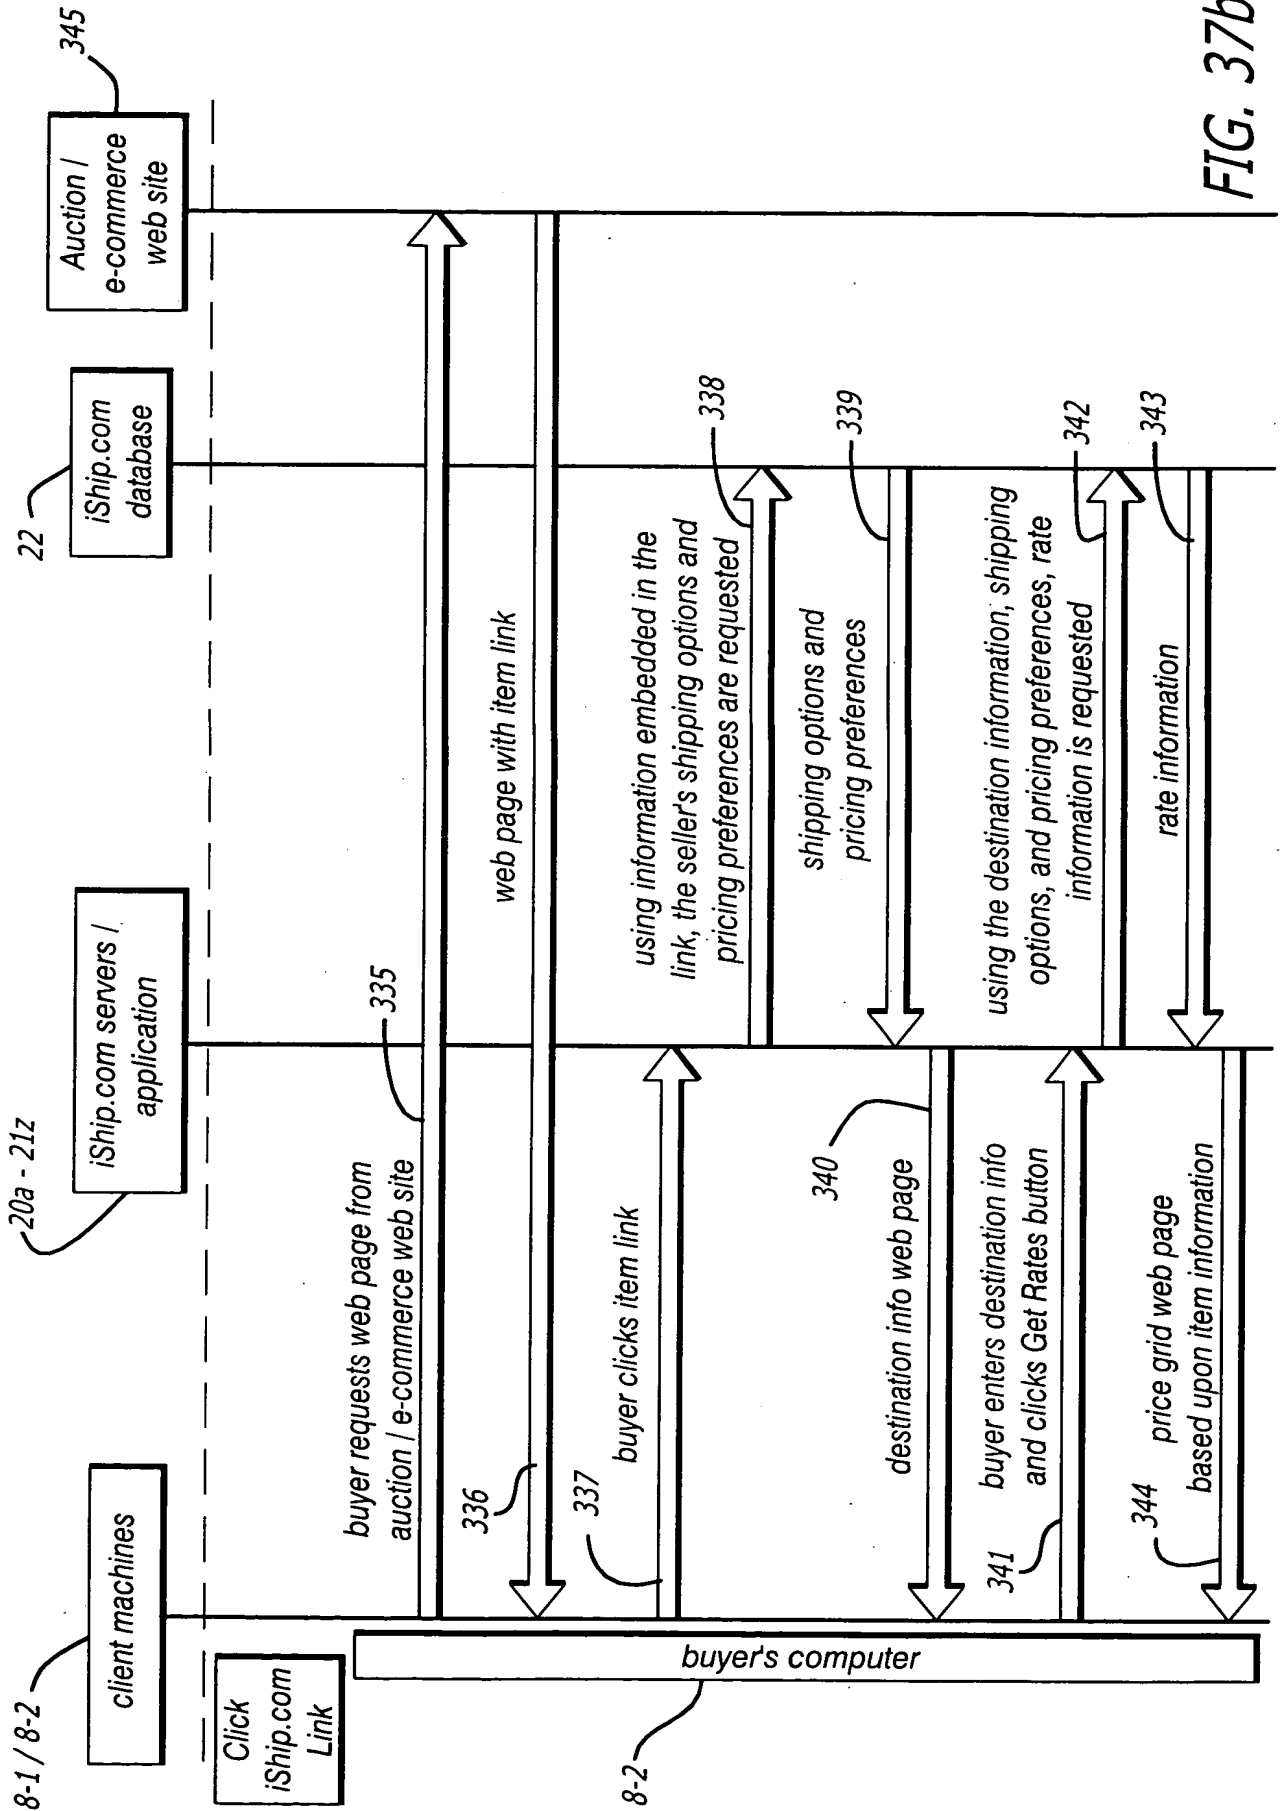 8-1 / 8-2
client machines
20a - 21z
iShip.com servers /
application
22
iShip.com
database
345
Auction /
e-commerce
web site
Click
iShip.com
Link
8-2
buyer's computer
buyer requests web page from
auction / e-commerce web site
335
336
web page with item link
337
buyer clicks item link
using information embedded in the
link, the seller's shipping options and
pricing preferences are requested
338
shipping options and
pricing preferences
339
destination info web page
340
341
buyer enters destination info
and clicks Get Rates button
using the destination information, shipping
options, and pricing preferences, rate
information is requested
342
rate information
343
344
price grid web page
based upon item information
FIG. 37b